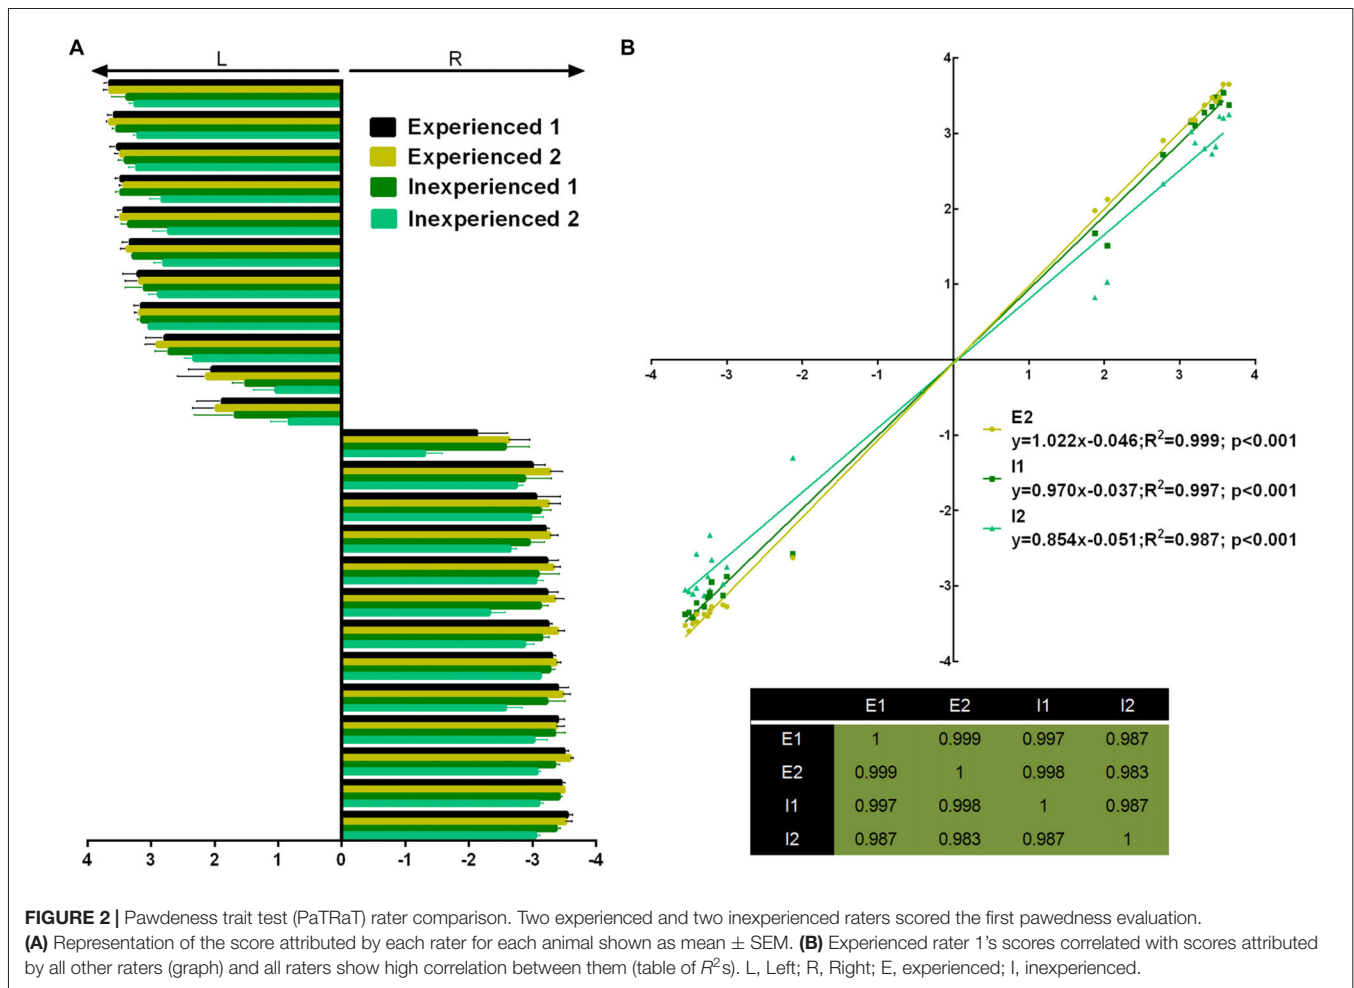 A
L
R
Experienced 1
Experienced 2
Inexperienced 1
Inexperienced 2
4 3 2 1 0 -1 -2 -3 -4
B
4
3
2
1
-4 -3 -2 -1 0 1 2 3 4
-1
-2
-3
-4
E2
y=1.022x-0.046;R²=0.999; p<0.001
I1
y=0.970x-0.037;R²=0.997; p<0.001
I2
y=0.854x-0.051;R²=0.987; p<0.001
E1 E2 I1 I2
E1 1 0.999 0.997 0.987
E2 0.999 1 0.998 0.983
I1 0.997 0.998 1 0.987
I2 0.987 0.983 0.987 1
FIGURE 2 | Pawdeness trait test (PaTRaT) rater comparison. Two experienced and two inexperienced raters scored the first pawedness evaluation.
(A) Representation of the score attributed by each rater for each animal shown as mean ± SEM. (B) Experienced rater 1's scores correlated with scores attributed
by all other raters (graph) and all raters show high correlation between them (table of R²s). L, Left; R, Right; E, experienced; I, inexperienced.